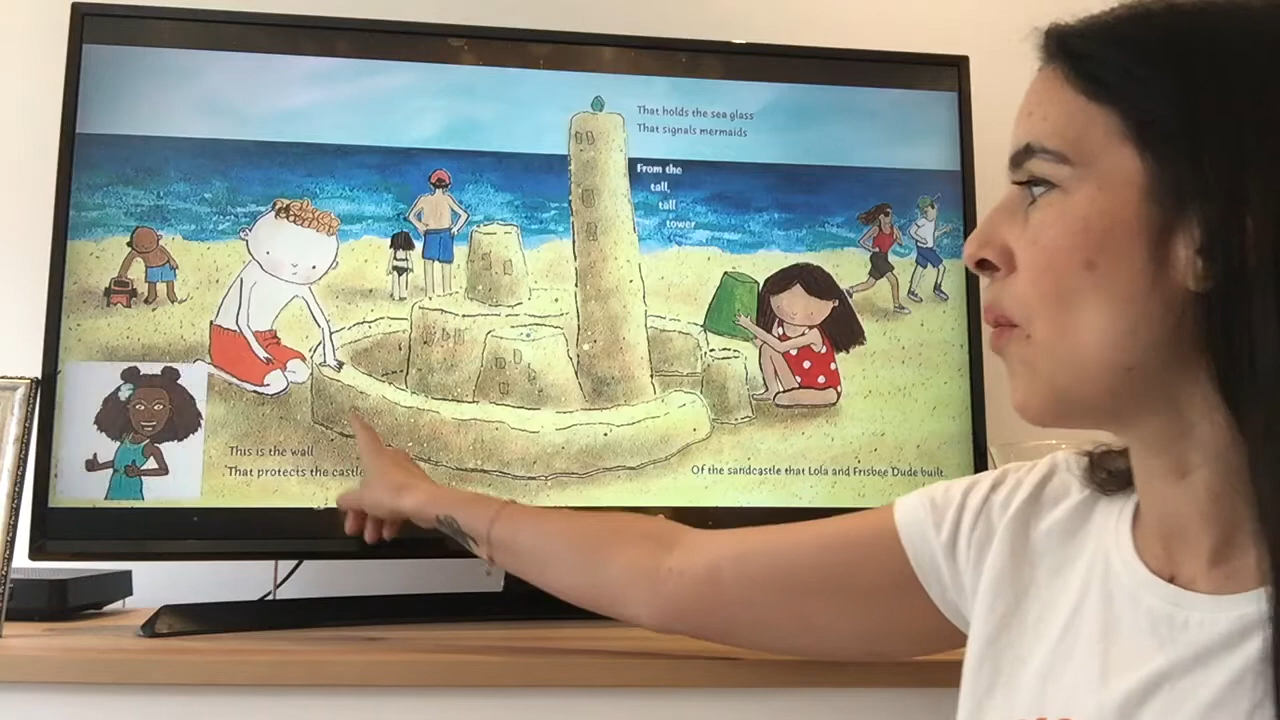 This is the wall
That protects the castle
That holds the sea glass
That signals mermaids
From the
tall,
tall
tower
Of the sandcastle that Lola and Frisbee Dude built.